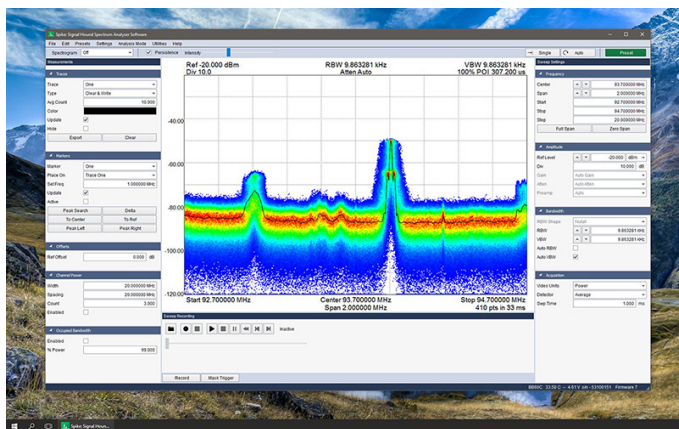 Spike: Signal Hound Spectrum Analyzer Software
File Edit Presets Settings Analysis Mode Utilities Help
Spectrogram Off Persistence Intensity Single Auto Preset
Measurements
Trace
Trace One
Type Clear & Write
Avg Count 10.000
Color
Update
Hide
Export Clear
Markers
Marker One
Place On Trace One
Set Freq 1.000000 MHz
Update
Active
Peak Search Delta
To Center To Ref
Peak Left Peak Right
Offsets
Ref Offset 0.000 dB
Channel Power
Width 20.000000 MHz
Spacing 20.000000 MHz
Count 3.000
Enabled
Occupied Bandwidth
Enabled
% Power 99.000
Ref -20.000 dBm RBW 9.863281 kHz VBW 9.863281 kHz
Div 10.0 Atten Auto 100% POI 307.200 us
-40.00
-60.00
-80.00
-100.00
-120.00
Start 92.700000 MHz Center 93.700000 MHz Stop 94.700000 MHz
Span 2.000000 MHz 410 pts in 33 ms
Sweep Recording
Inactive
Record Mask Trigger
Sweep Settings
Frequency
Center 93.700000 MHz
Span 2.000000 MHz
Start 92.700000 MHz
Stop 94.700000 MHz
Step 20.000000 MHz
Full Span Zero Span
Amplitude
Ref Level -20.000 dBm
Div 10.000 dB
Gain Auto Gain
Atten Auto Atten
Preamp Auto
Bandwidth
RBW Shape Nuttall
RBW 9.863281 kHz
VBW 9.863281 kHz
Auto RBW
Auto VBW
Acquisition
Video Units Power
Detector Average
Swp Time 1.000 ms
Spike: Signal Houn...